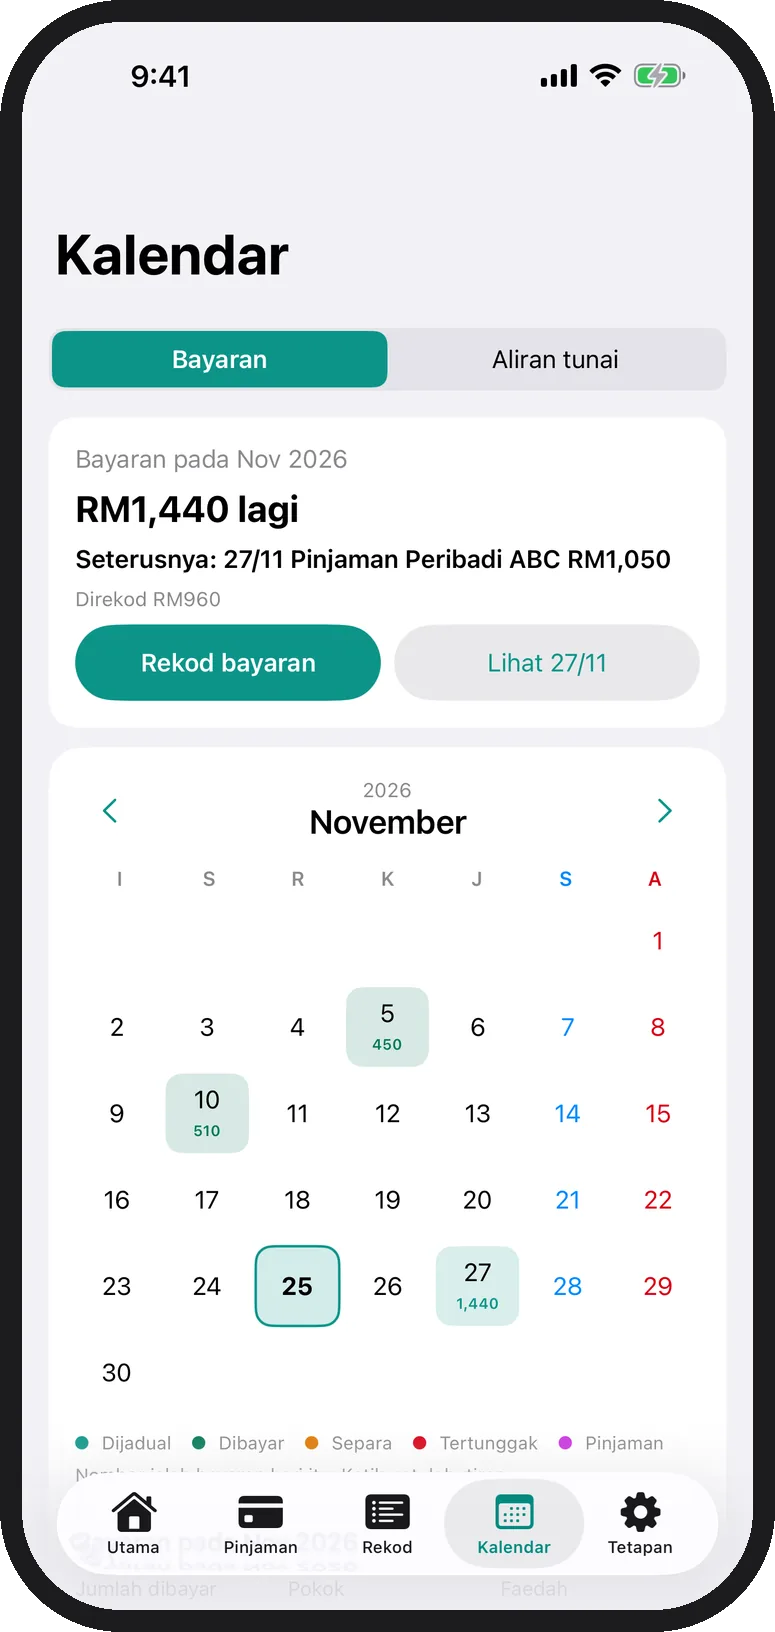 9:41
Kalendar
Bayaran Aliran tunai
Bayaran pada Nov 2026
RM1,440 lagi
Seterusnya: 27/11 Pinjaman Peribadi ABC RM1,050
Direkod RM960
Rekod bayaran Lihat 27/11
2026
November
I S R K J S A
1
2 3 4 5 6 7 8
450
9 10 11 12 13 14 15
510
16 17 18 19 20 21 22
23 24 25 26 27 28 29
1,440
30
Dijadual Dibayar Separa Tertunggak Pinjaman
Utama Pinjaman Rekod Kalendar Tetapan
Jumlah dibayar Pokok Faedah